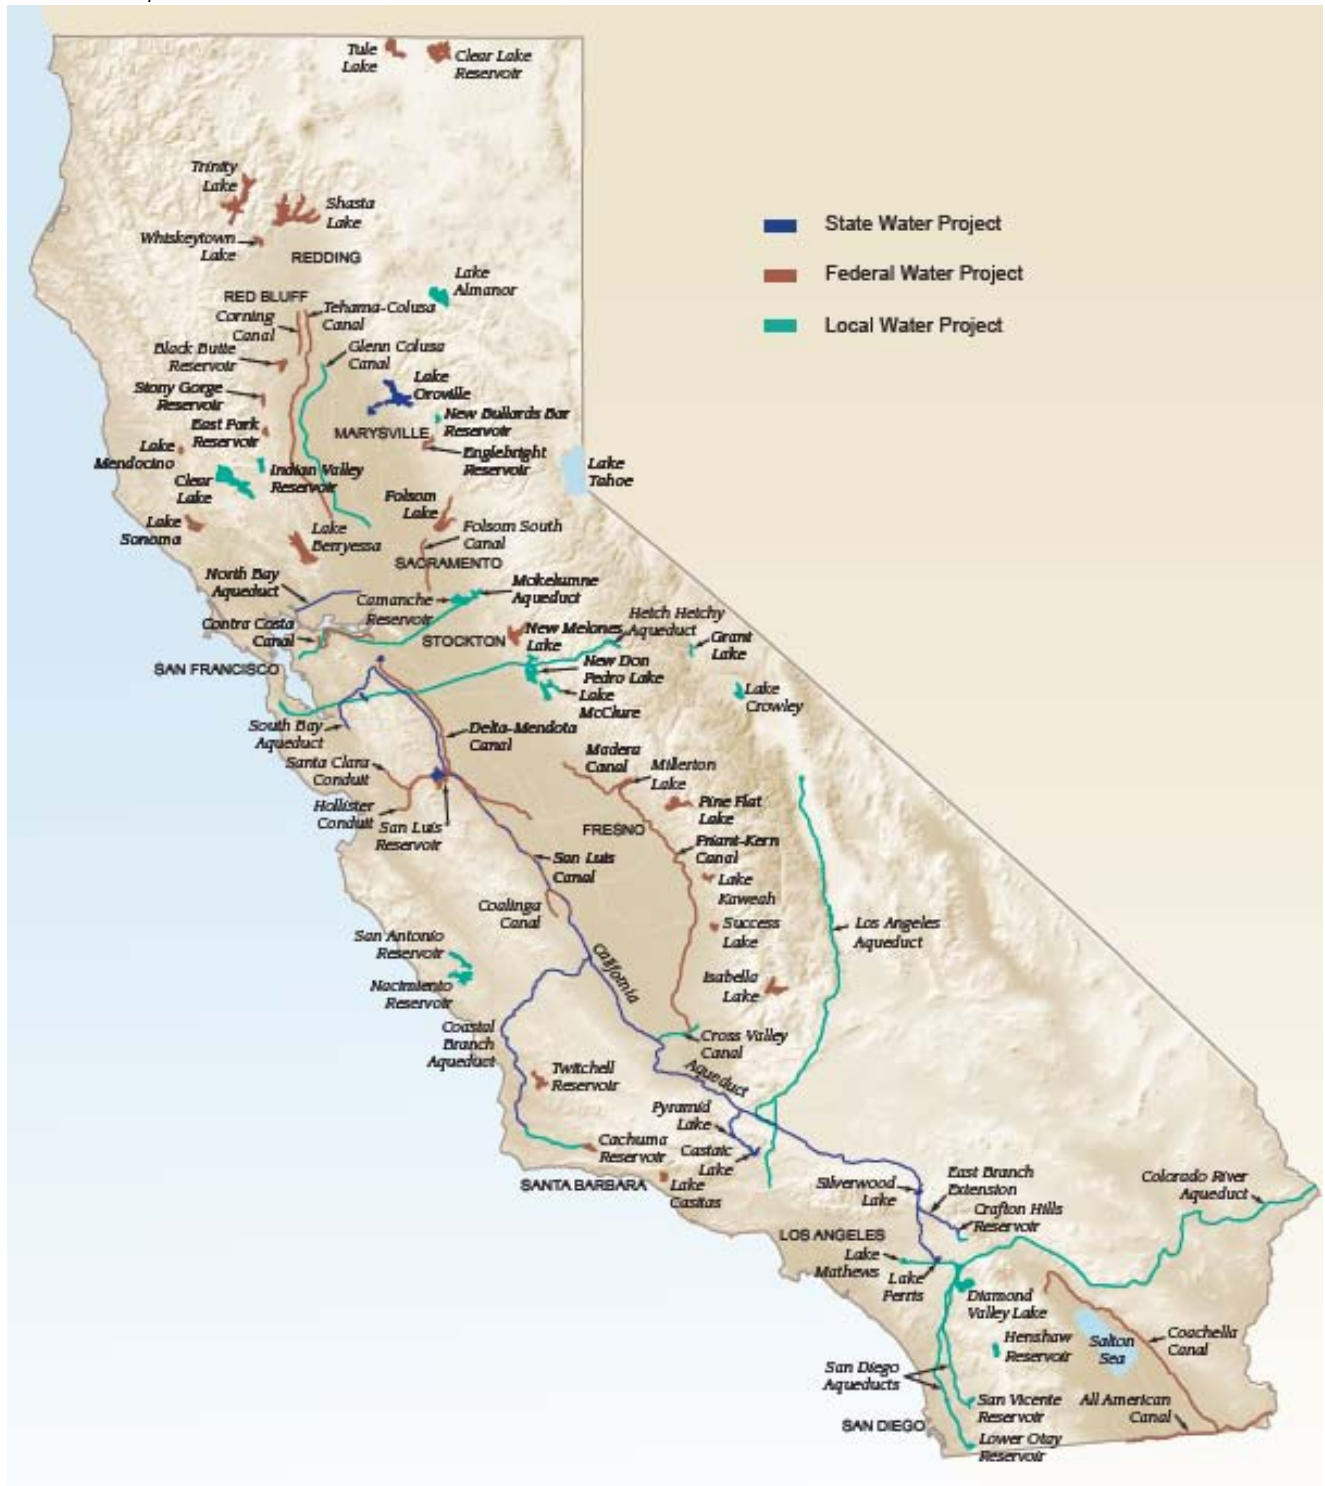 Tule
Lake
Clear Lake
Reservoir
Trinity
Lake
Shasta
Lake
Whiskeytown
Lake
REDDING
State Water Project
Federal Water Project
Local Water Project
Lake
Almanor
RED BLUFF
Corning
Canal
Tehama-Colusa
Canal
Black Butte
Reservoir
Glenn Colusa
Canal
Lake
Oroville
Stony Gorge
Reservoir
New Bullards Bar
Reservoir
East Park
Reservoir
MARYSVILLE
Englebright
Reservoir
Lake
Mendocino
Clear
Lake
Indian Valley
Reservoir
Lake
Tahoe
Folsom
Lake
Lake
Sonoma
Lake
Berryessa
Folsom South
Canal
SACRAMENTO
North Bay
Aqueduct
Camanche
Reservoir
Mokelumne
Aqueduct
Contra Costa
Canal
STOCKTON
New Melones
Lake
Hetch Hetchy
Aqueduct
Grant
Lake
SAN FRANCISCO
New Don
Pedro Lake
Lake
McClure
Lake
Crowley
South Bay
Aqueduct
Delta-Mendota
Canal
Santa Clara
Conduit
Madera
Canal
Millerton
Lake
Hollister
Conduit
San Luis
Reservoir
Pine Flat
Lake
FRESNO
Friant-Kern
Canal
San Luis
Canal
Lake
Kaweah
Coalinga
Canal
Success
Lake
Los Angeles
Aqueduct
San Antonio
Reservoir
California
Isabella
Lake
Nacimiento
Reservoir
Coastal
Branch
Aqueduct
Cross Valley
Canal
Aqueduct
Twitchell
Reservoir
Pyramid
Lake
Cachuma
Reservoir
Castaic
Lake
SANTA BARBARA
Lake
Casitas
Silverwood
Lake
East Branch
Extension
Colorado River
Aqueduct
Crafton Hills
Reservoir
LOS ANGELES
Lake
Mathews
Lake
Perris
Diamond
Valley Lake
Henshaw
Reservoir
Salton
Sea
Coachella
Canal
San Diego
Aqueducts
San Vicente
Reservoir
All American
Canal
SAN DIEGO
Lower Otay
Reservoir